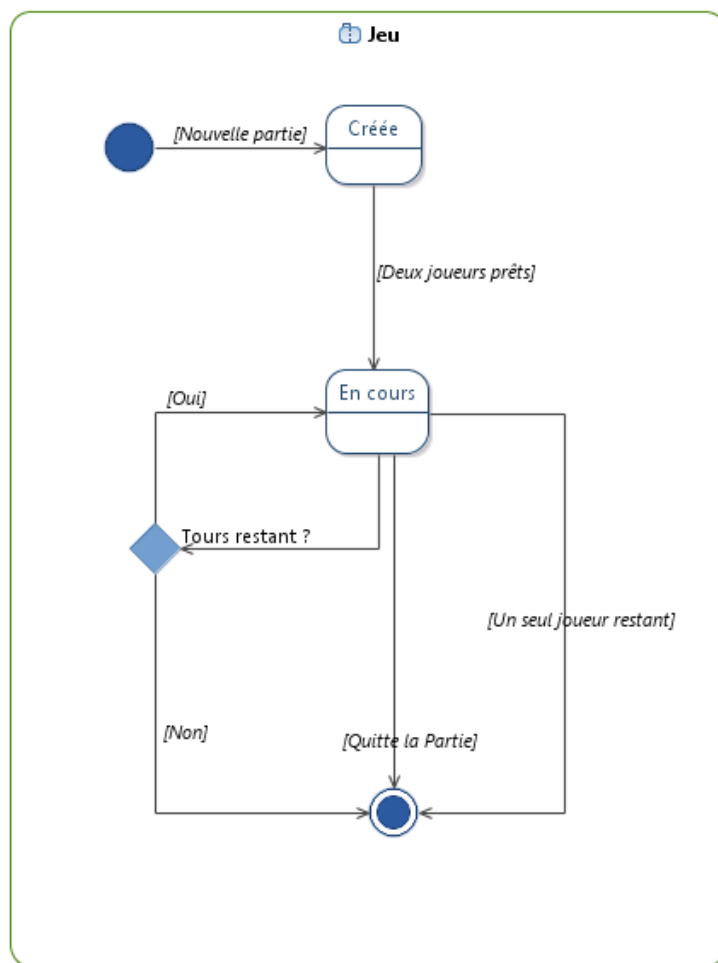 Jeu
[Nouvelle partie]
Créée
[Deux joueurs prêts]
En cours
[Oui]
Tours restant ?
[Un seul joueur restant]
[Non]
[Quitte la Partie]